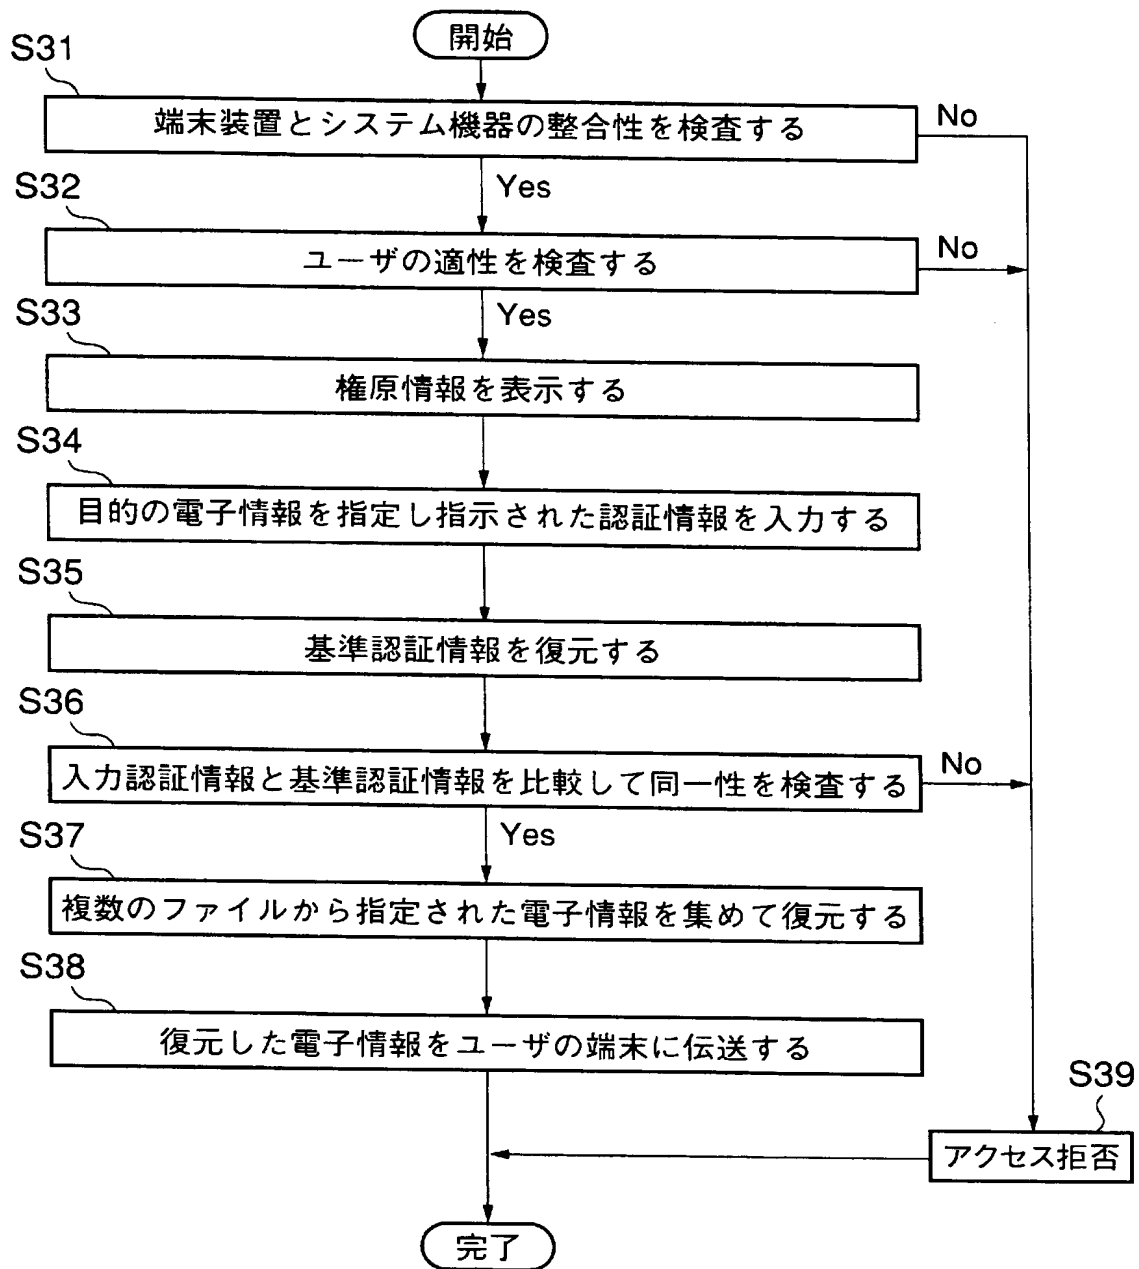 開始
S31
端末装置とシステム機器の整合性を検査する
No
Yes
S32
ユーザの適性を検査する
No
Yes
S33
権原情報を表示する
S34
目的の電子情報を指定し指示された認証情報を入力する
S35
基準認証情報を復元する
S36
入力認証情報と基準認証情報を比較して同一性を検査する
No
Yes
S37
複数のファイルから指定された電子情報を集めて復元する
S38
復元した電子情報をユーザの端末に伝送する
S39
アクセス拒否
完了